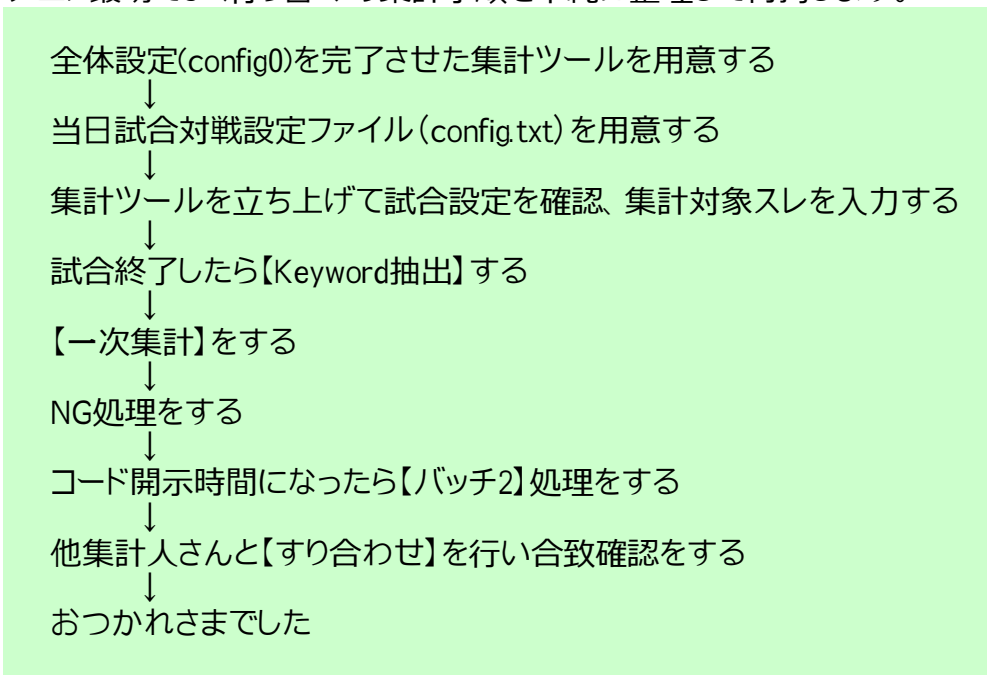 全体設定(config0)を完了させた集計ツールを用意する
↓
当日試合対戦設定ファイル(config.txt)を用意する
↓
集計ツールを立ち上げて試合設定を確認、集計対象スレを入力する
↓
試合終了したら【Keyword抽出】する
↓
【一次集計】をする
↓
NG処理をする
↓
コード開示時間になったら【バッチ2】処理をする
↓
他集計人さんと【すり合わせ】を行い合致確認をする
↓
おつかれさまでした